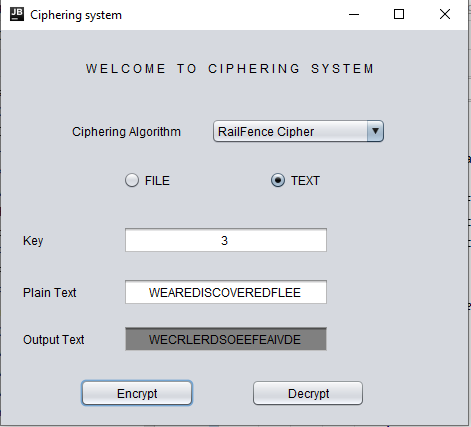 JB Ciphering system
WELCOME TO CIPHERING SYSTEM
Ciphering Algorithm RailFence Cipher
FILE TEXT
Key 3
Plain Text WEAREDISCOVEREDFLEE
Output Text WECRLERDSOEEFEAIVDE
Encrypt Decrypt